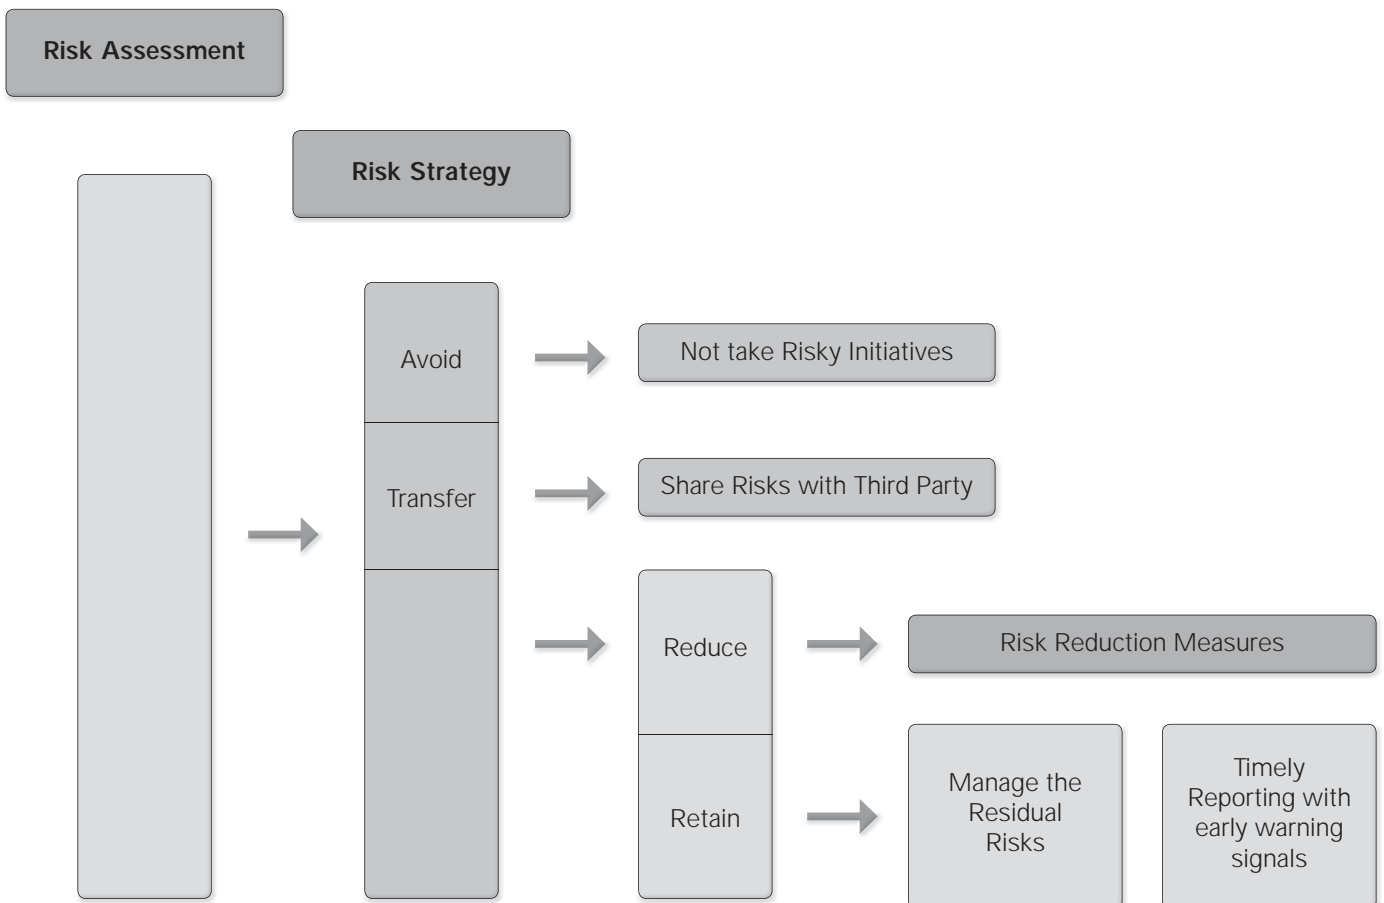 Risk Assessment
Risk Strategy
Avoid
Not take Risky Initiatives
Transfer
Share Risks with Third Party
Reduce
Risk Reduction Measures
Retain
Manage the
Residual
Risks
Timely
Reporting with
early warning
signals